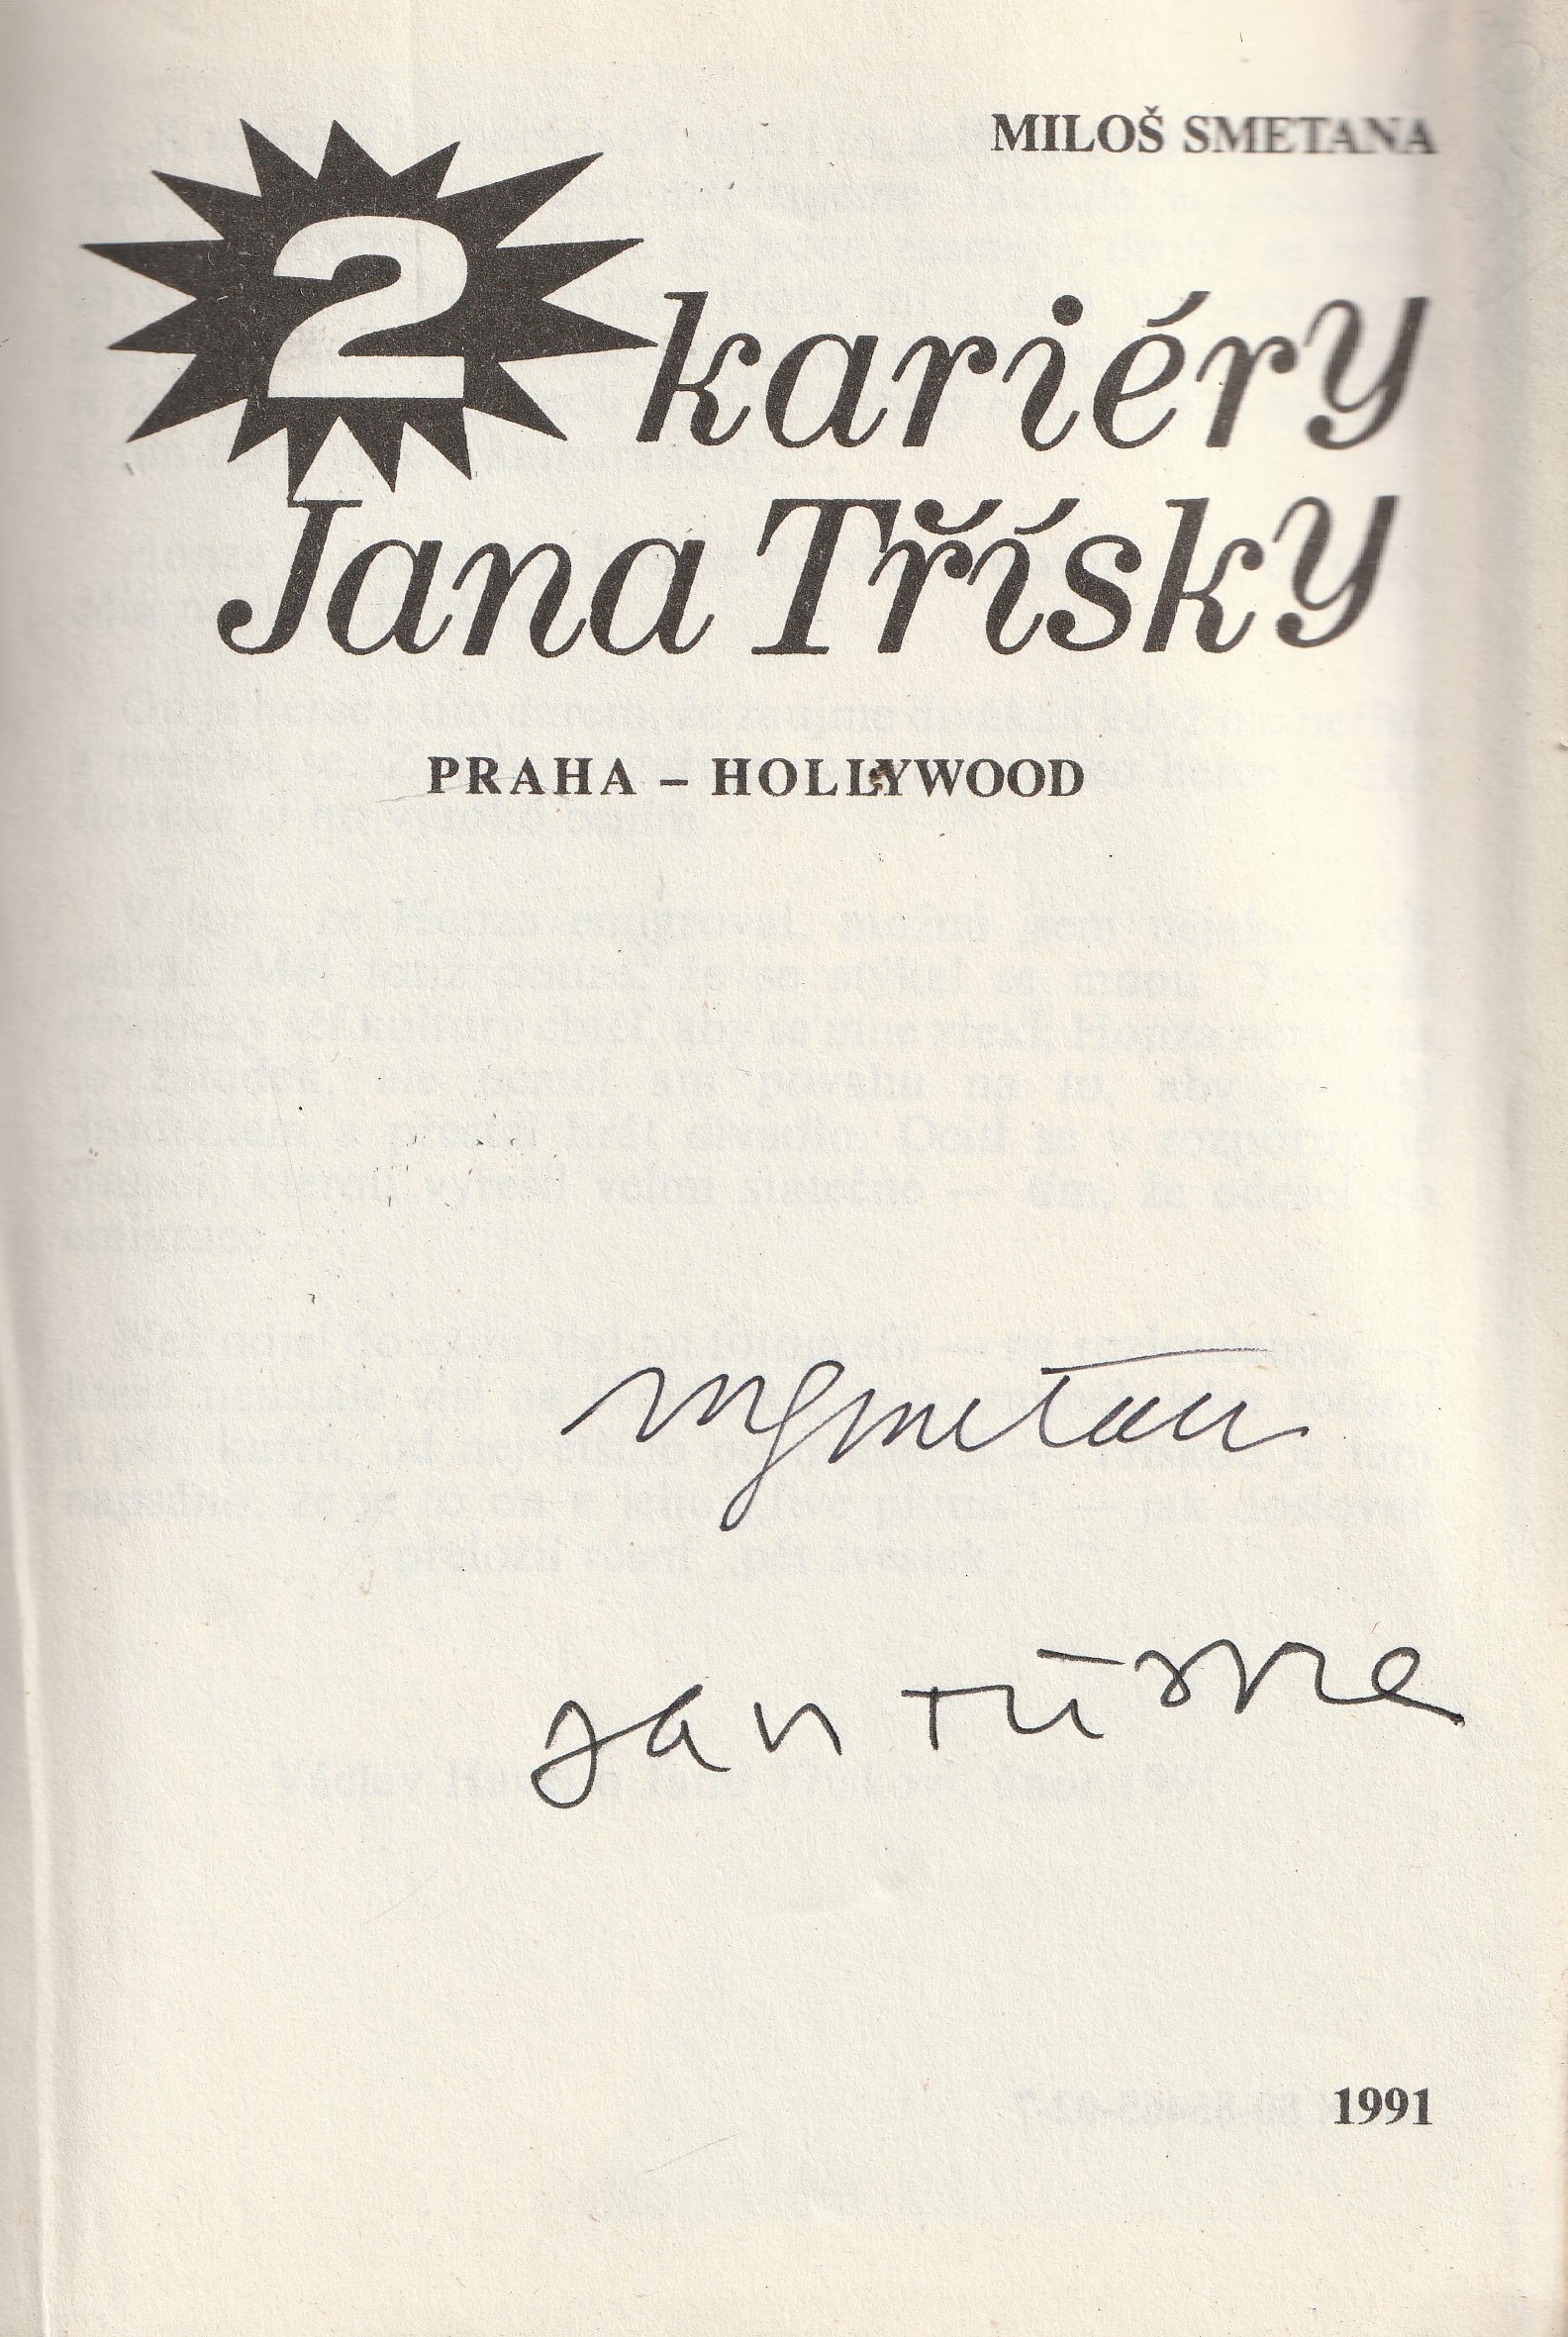 MILOŠ SMETANA
2 kariéry
Jana Třísky
PRAHA – HOLLYWOOD
MSmetana
Jan Tříska
1991